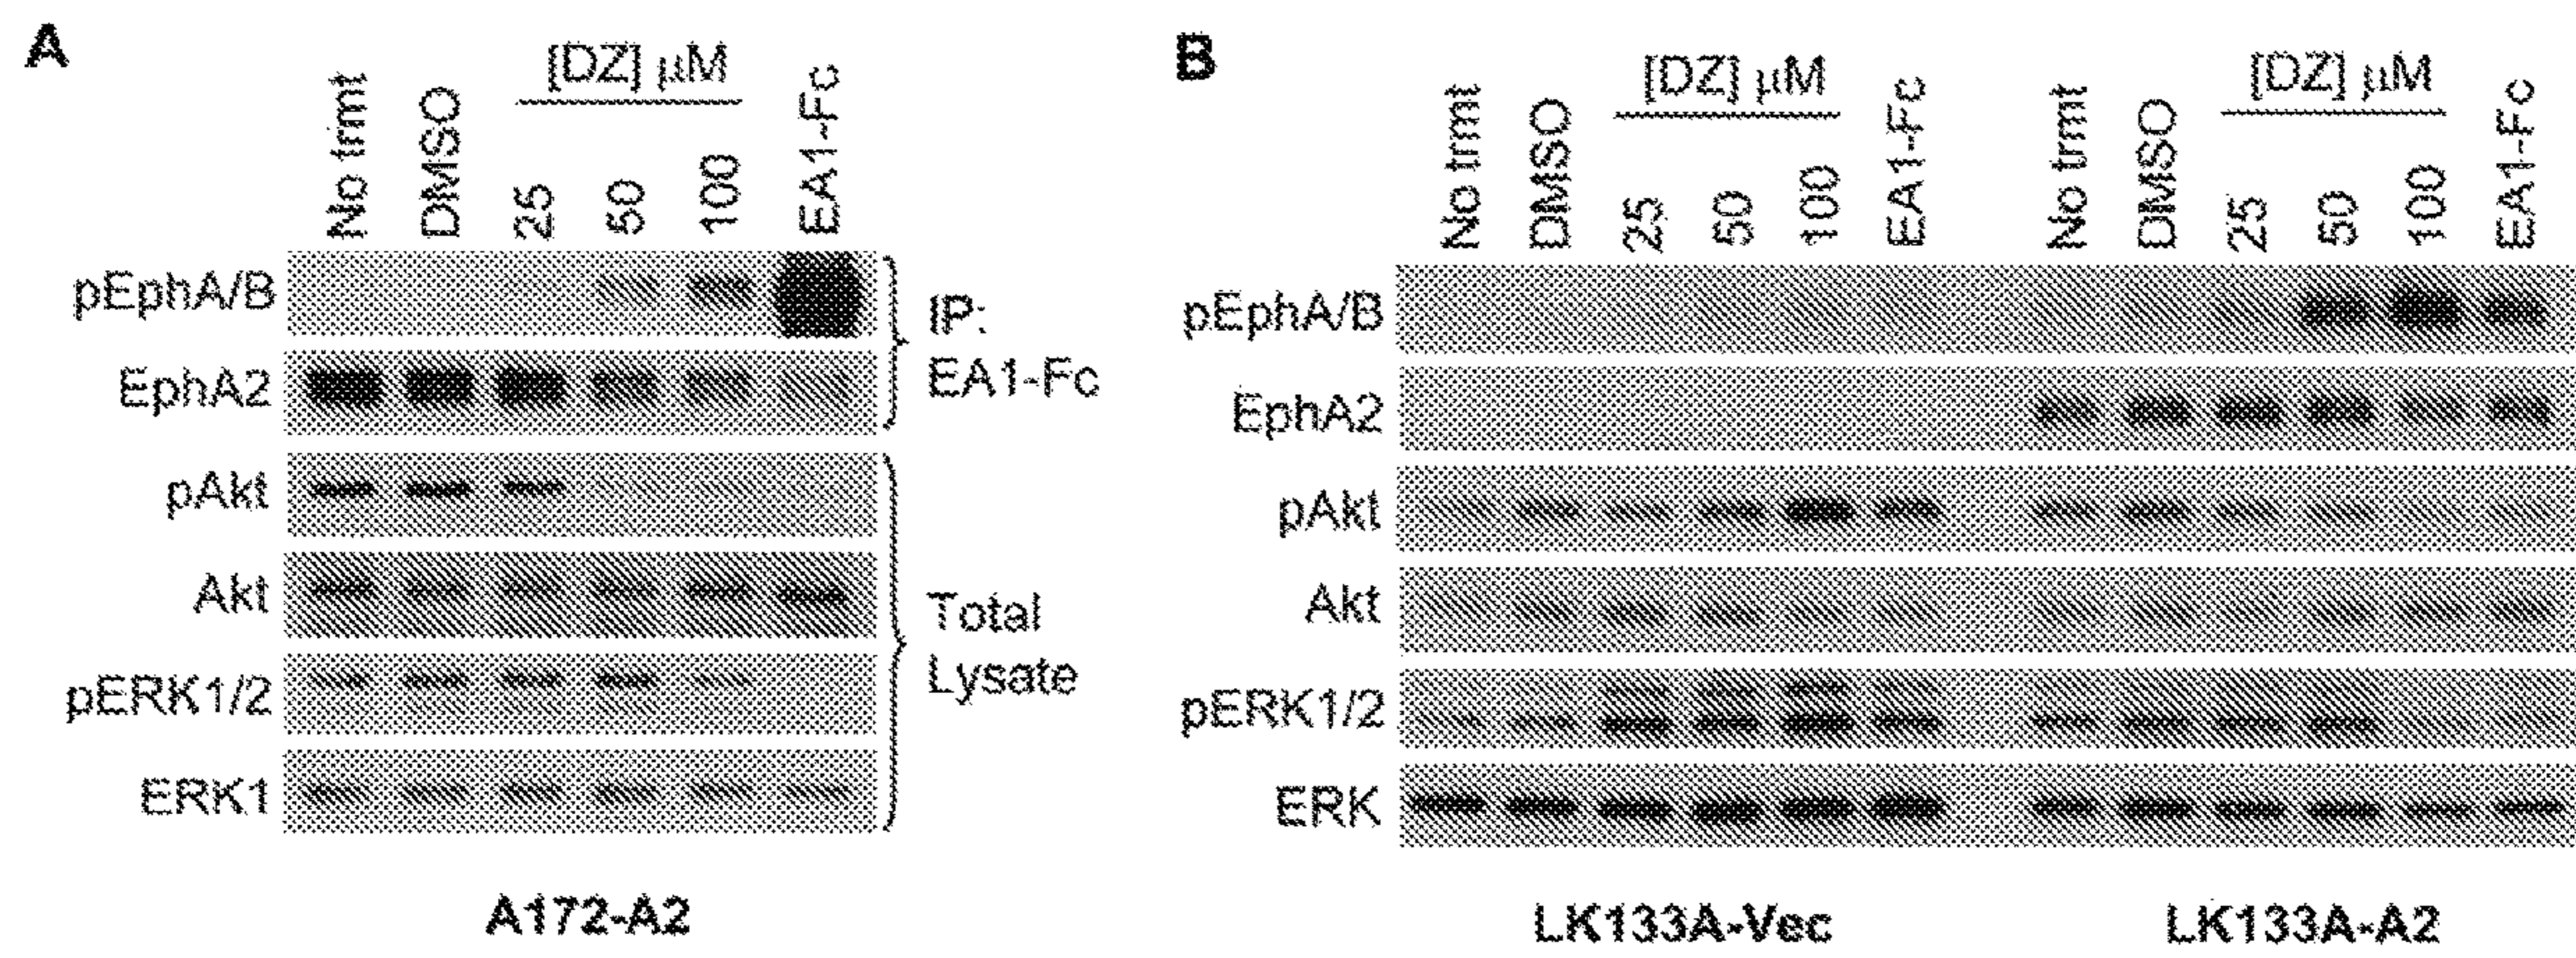 A
[DZ] μM
No trmt
DMSO
25
50
100
EA1-Fc
pEphA/B
EphA2
IP:
EA1-Fc
pAkt
Akt
pERK1/2
ERK1
Total
Lysate
A172-A2
B
[DZ] μM
[DZ] μM
No trmt
DMSO
25
50
100
EA1-Fc
No trmt
DMSO
25
50
100
EA1-Fc
pEphA/B
EphA2
pAkt
Akt
pERK1/2
ERK
LK133A-Vec
LK133A-A2